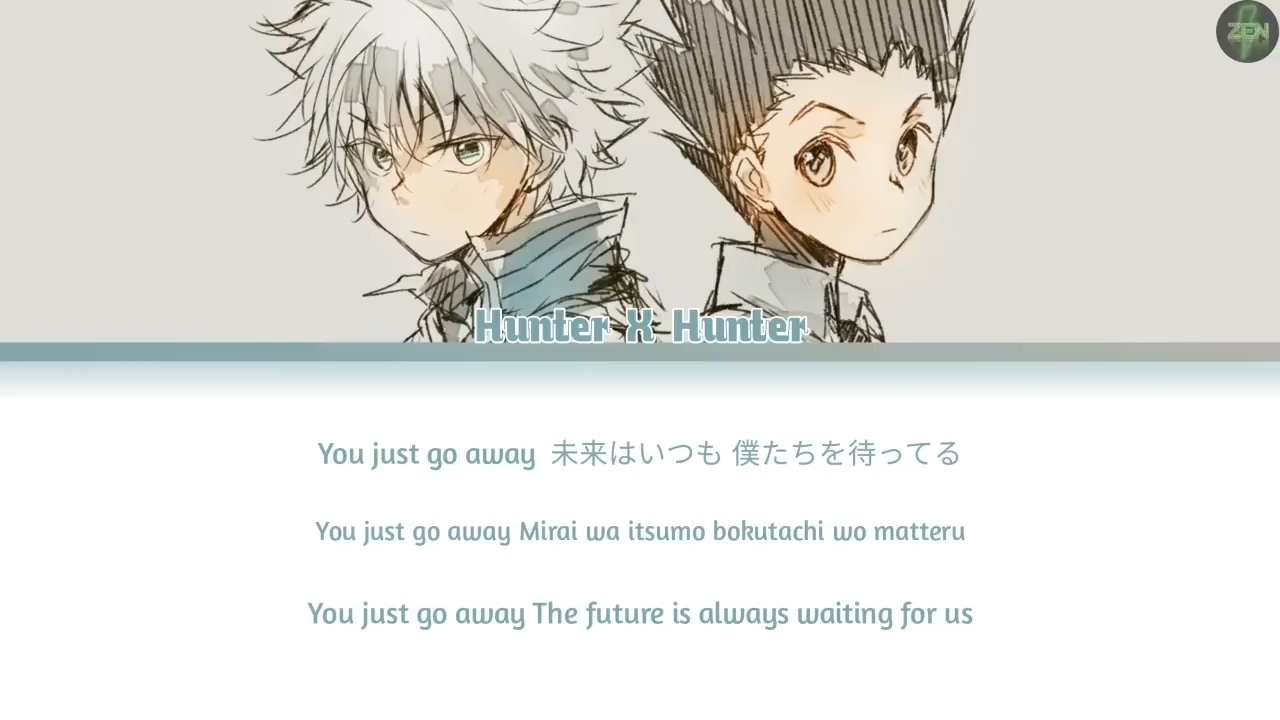 ZEN
Hunter X Hunter
You just go away 未来はいつも 僕たちを待ってる
You just go away Mirai wa itsumo bokutachi wo matteru
You just go away The future is always waiting for us